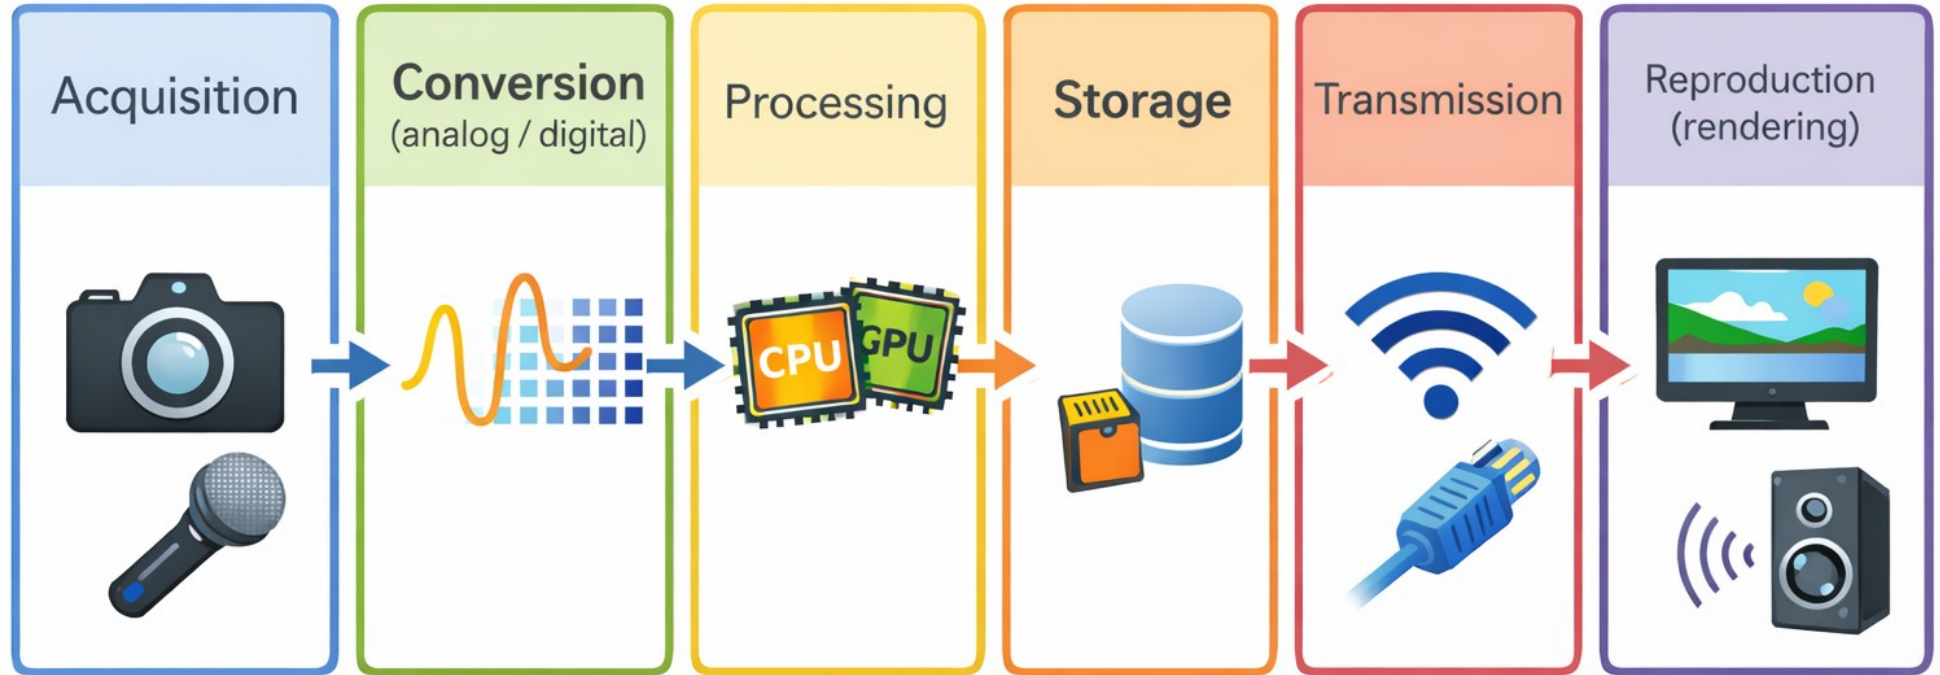 Acquisition
Conversion
(analog / digital)
Processing
Storage
Transmission
Reproduction
(rendering)
CPU
GPU